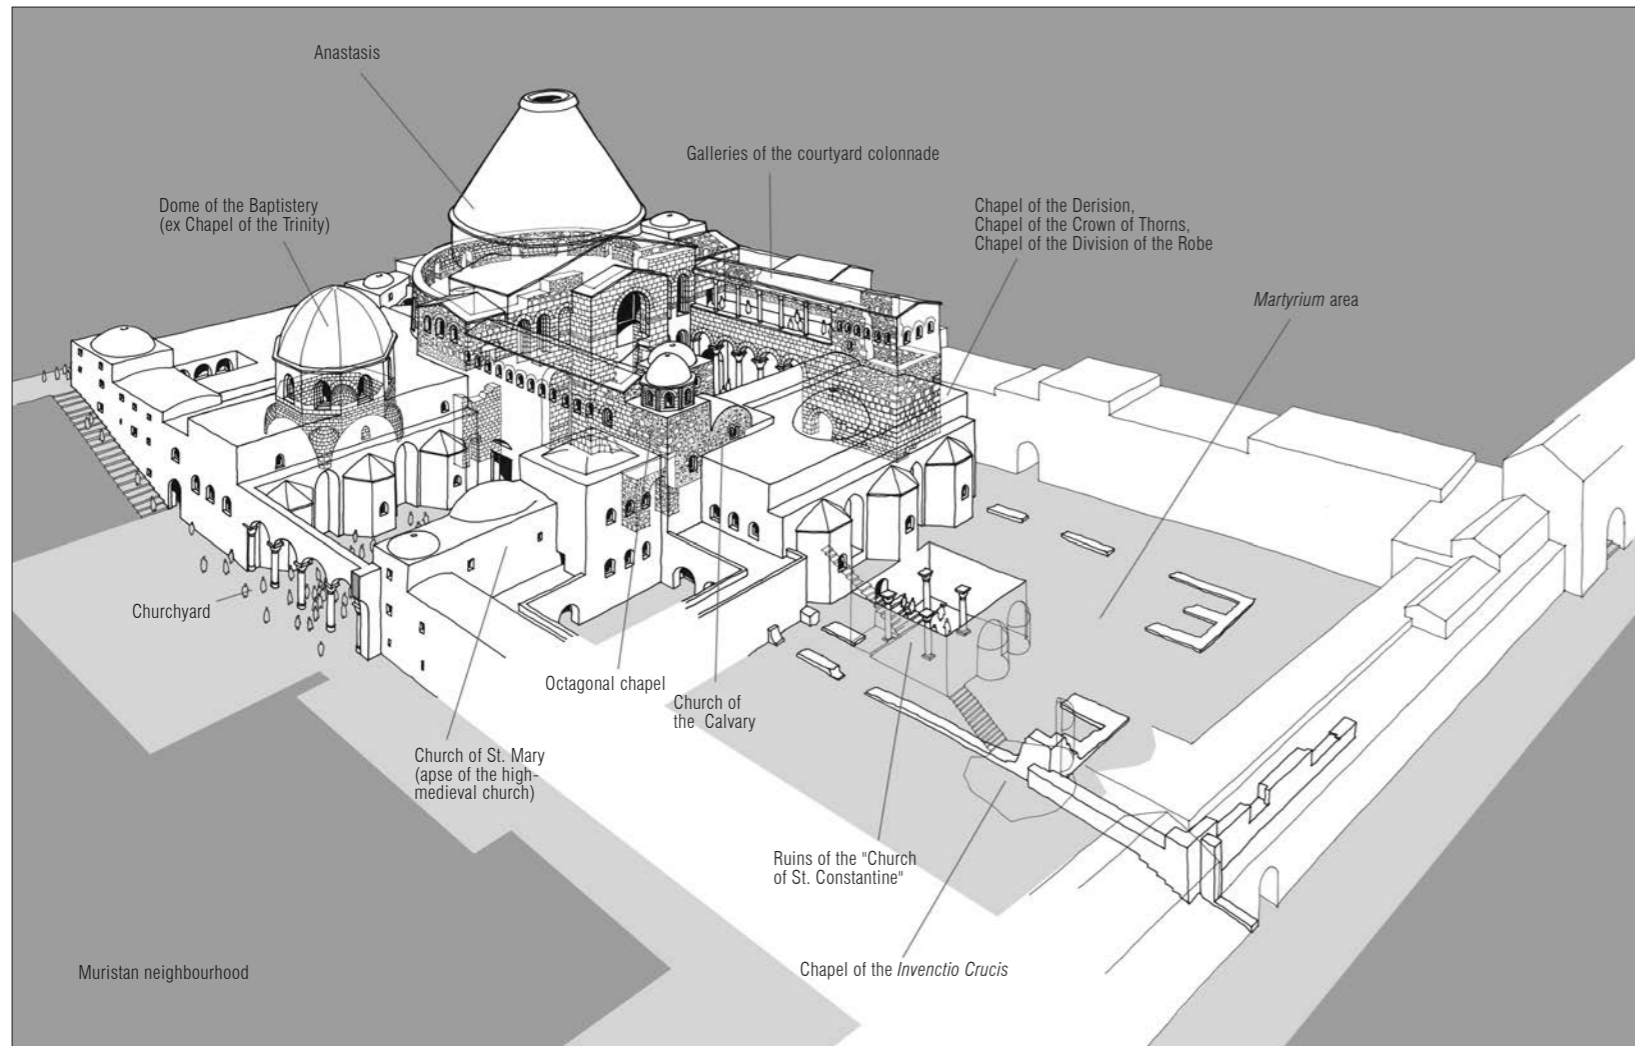 Anastasis
Galleries of the courtyard colonnade
Dome of the Baptistery
(ex Chapel of the Trinity)
Chapel of the Derision,
Chapel of the Crown of Thorns,
Chapel of the Division of the Robe
Martyrium area
Churchyard
Octagonal chapel
Church of
the Calvary
Church of St. Mary
(apse of the high-
medieval church)
Ruins of the "Church
of St. Constantine"
Chapel of the Invenctio Crucis
Muristan neighbourhood